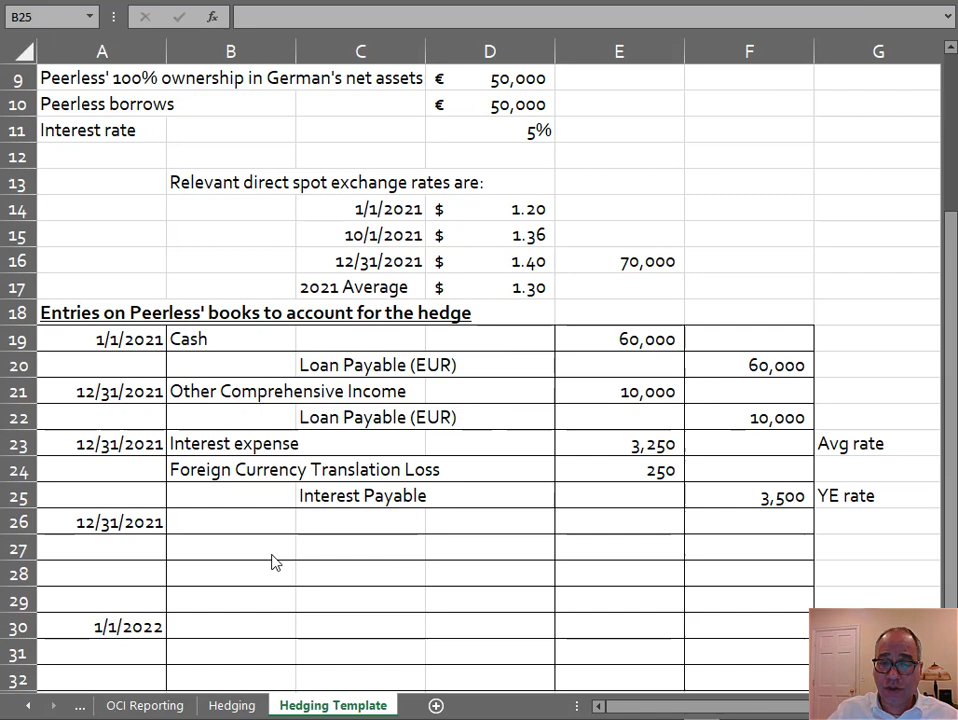 B25
fx
A B C D E F G
9 Peerless' 100% ownership in German's net assets € 50,000
10 Peerless borrows € 50,000
11 Interest rate 5%
12
13 Relevant direct spot exchange rates are:
14 1/1/2021 $ 1.20
15 10/1/2021 $ 1.36
16 12/31/2021 $ 1.40 70,000
17 2021 Average $ 1.30
18 Entries on Peerless' books to account for the hedge
19 1/1/2021 Cash 60,000
20 Loan Payable (EUR) 60,000
21 12/31/2021 Other Comprehensive Income 10,000
22 Loan Payable (EUR) 10,000
23 12/31/2021 Interest expense 3,250 Avg rate
24 Foreign Currency Translation Loss 250
25 Interest Payable 3,500 YE rate
26 12/31/2021
27
28
29
30 1/1/2022
31
32
... OCI Reporting Hedging Hedging Template